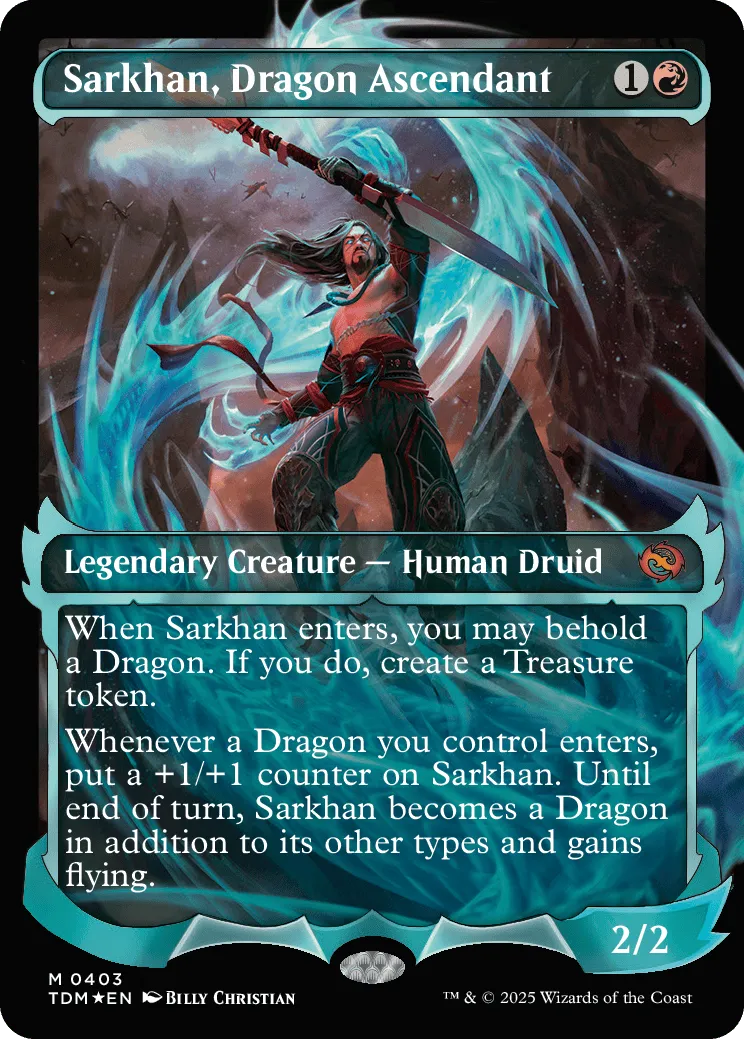 Sarkhan, Dragon Ascendant 1
Legendary Creature — Human Druid
When Sarkhan enters, you may behold
a Dragon. If you do, create a Treasure
token.
Whenever a Dragon you control enters,
put a +1/+1 counter on Sarkhan. Until
end of turn, Sarkhan becomes a Dragon
in addition to its other types and gains
flying.
2/2
M 0403
TDM★EN Billy Christian
™ & © 2025 Wizards of the Coast